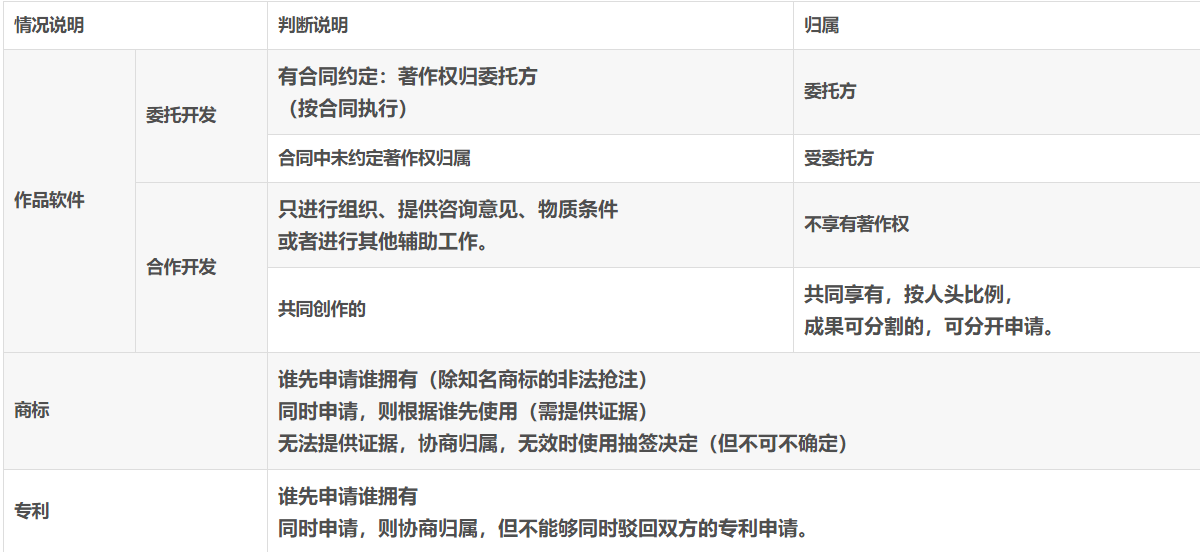 情况说明
判断说明
归属
作品软件
委托开发
有合同约定：著作权归委托方
（按合同执行）
委托方
合同中未约定著作权归属
受委托方
合作开发
只进行组织、提供咨询意见、物质条件
或者进行其他辅助工作。
不享有著作权
共同创作的
共同享有，按人头比例，
成果可分割的，可分开申请。
商标
谁先申请谁拥有（除知名商标的非法抢注）
同时申请，则根据谁先使用（需提供证据）
无法提供证据，协商归属，无效时使用抽签决定（但不可不确定）
专利
谁先申请谁拥有
同时申请，则协商归属，但不能够同时驳回双方的专利申请。